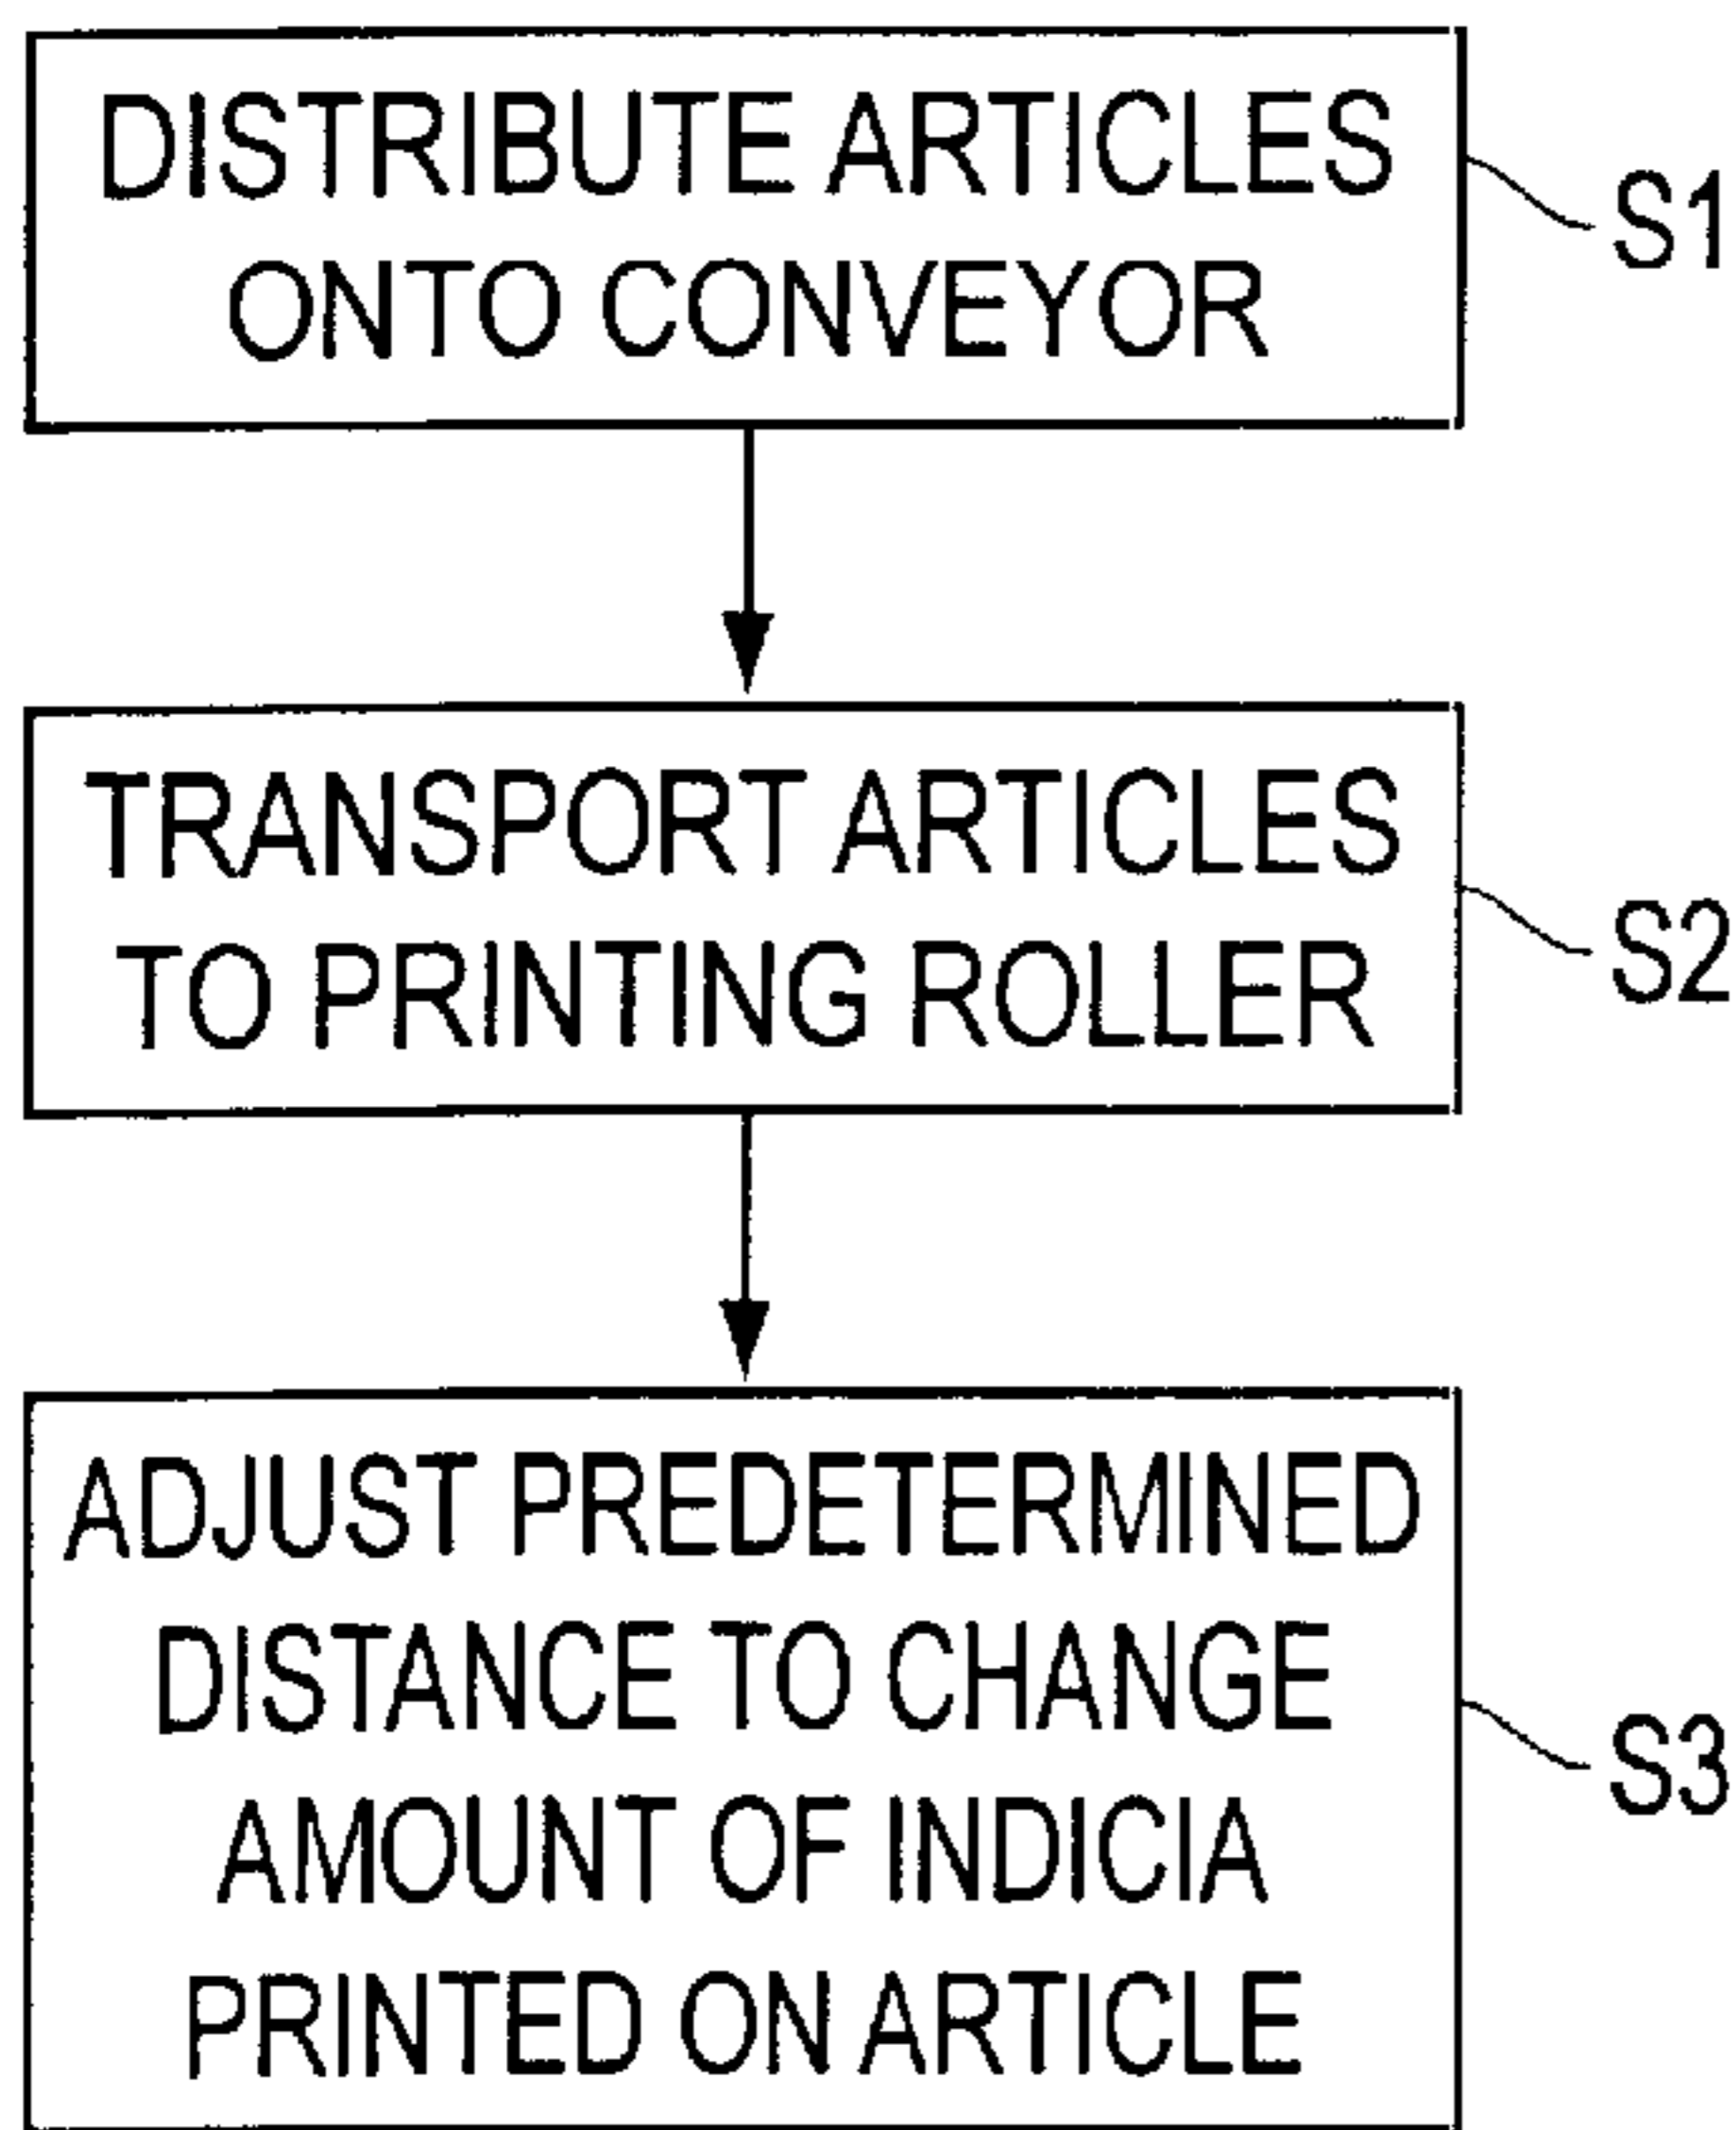 DISTRIBUTE ARTICLES
ONTO CONVEYOR
S1
TRANSPORT ARTICLES
TO PRINTING ROLLER
S2
ADJUST PREDETERMINED
DISTANCE TO CHANGE
AMOUNT OF INDICIA
PRINTED ON ARTICLE
S3